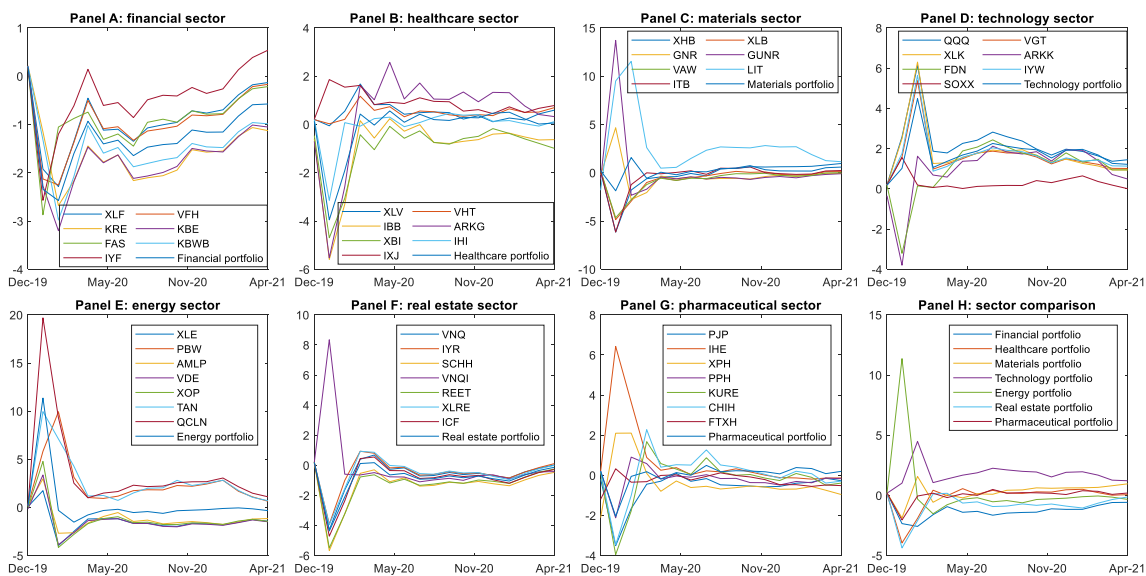 Panel A: financial sector
1
0
-1
-2
-3
-4
XLF
VFH
KRE
KBE
FAS
KBWB
IYF
Financial portfolio
Dec-19
May-20
Nov-20
Apr-21
Panel B: healthcare sector
4
2
0
-2
-4
-6
XLV
VHT
IBB
ARKG
XBI
IHI
IXJ
Healthcare portfolio
Dec-19
May-20
Nov-20
Apr-21
Panel C: materials sector
15
10
5
0
-5
-10
XHB
XLB
GNR
GUNR
VAW
LIT
ITB
Materials portfolio
Dec-19
May-20
Nov-20
Apr-21
Panel D: technology sector
8
6
4
2
0
-2
-4
QQQ
VGT
XLK
ARKK
FDN
IYW
SOXX
Technology portfolio
Dec-19
May-20
Nov-20
Apr-21
Panel E: energy sector
20
15
10
5
0
-5
XLE
PBW
AMLP
VDE
XOP
TAN
QCLN
Energy portfolio
Dec-19
May-20
Nov-20
Apr-21
Panel F: real estate sector
10
8
6
4
2
0
-2
-4
-6
VNQ
IYR
SCHH
VNQI
REET
XLRE
ICF
Real estate portfolio
Dec-19
May-20
Nov-20
Apr-21
Panel G: pharmaceutical sector
8
6
4
2
0
-2
-4
PJP
IHE
XPH
PPH
KURE
CHIH
FTXH
Pharmaceutical portfolio
Dec-19
May-20
Nov-20
Apr-21
Panel H: sector comparison
15
10
5
0
-5
Financial portfolio
Healthcare portfolio
Materials portfolio
Technology portfolio
Energy portfolio
Real estate portfolio
Pharmaceutical portfolio
Dec-19
May-20
Nov-20
Apr-21